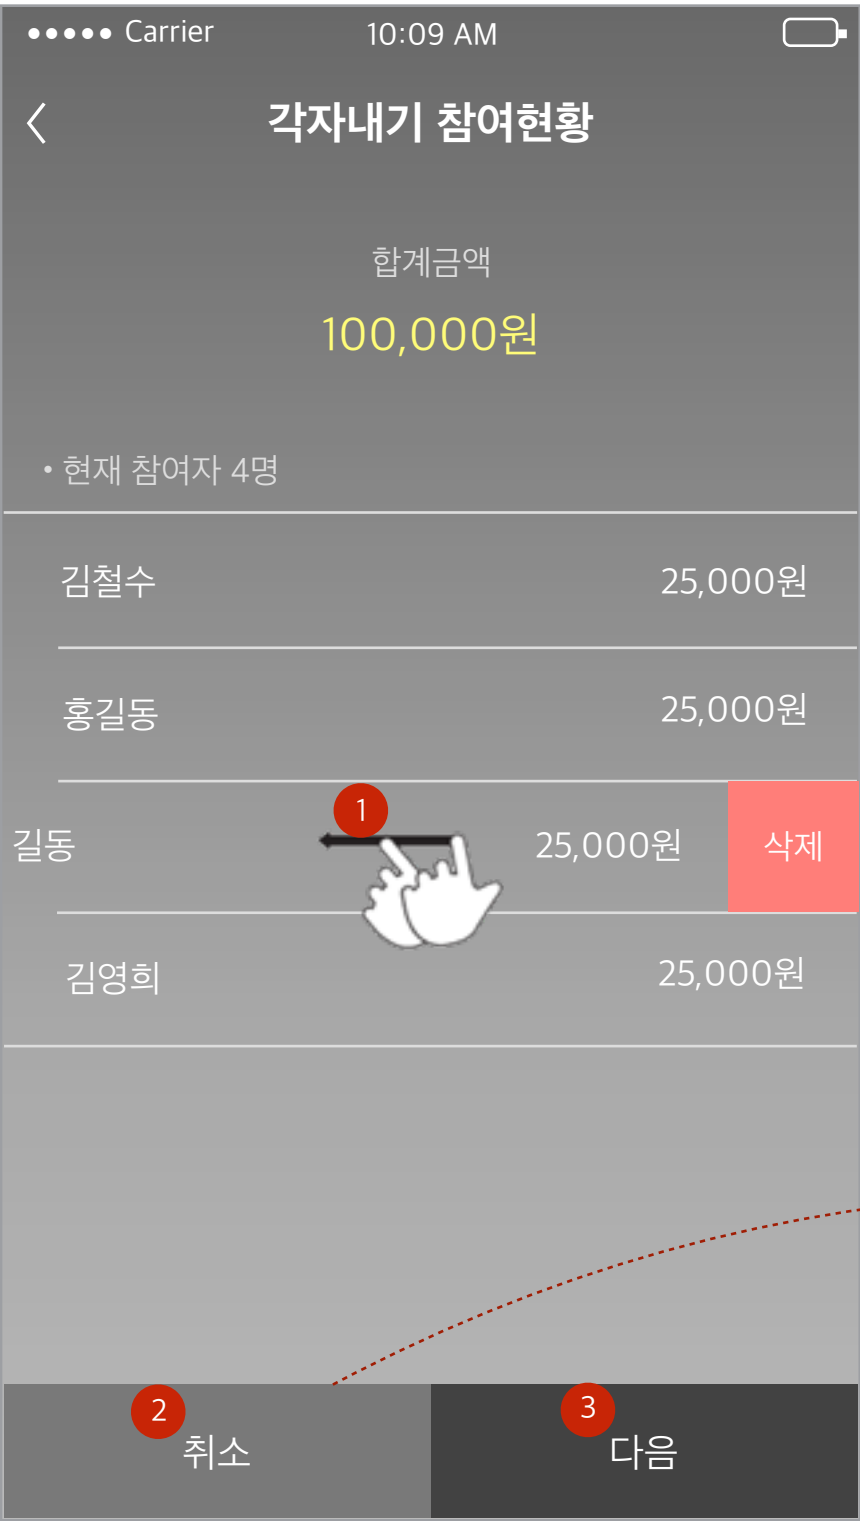 Carrier 10:09 AM
각자내기 참여현황
합계금액
100,000원
• 현재 참여자 4명
김철수 25,000원
홍길동 25,000원
1
길동 25,000원 삭제
김영희 25,000원
2 취소
3 다음